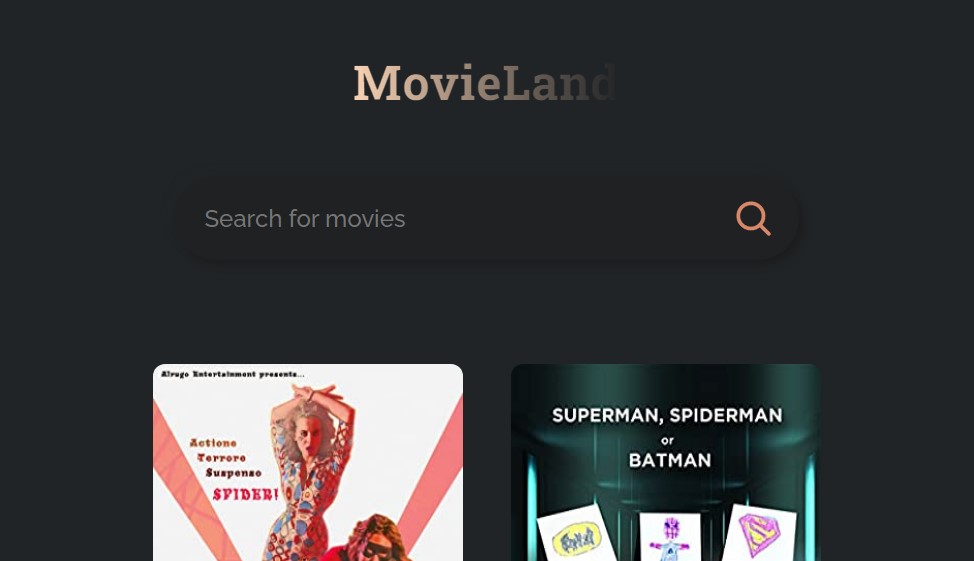 MovieLand
Search for movies
Alrugo Entertainment presents...
Actione
Terrore
Suspense
SPIDER!
SUPERMAN, SPIDERMAN
or
BATMAN